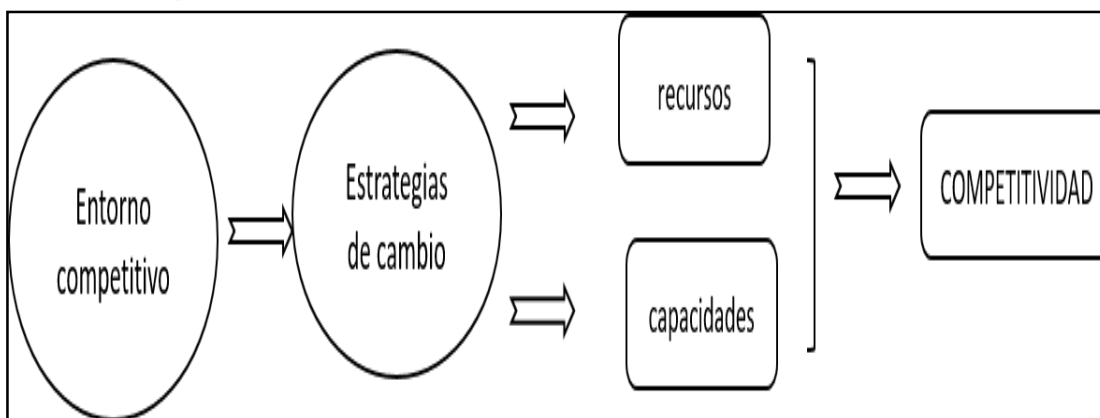 Entorno
competitivo
Estrategias
de cambio
recursos
capacidades
COMPETITIVIDAD